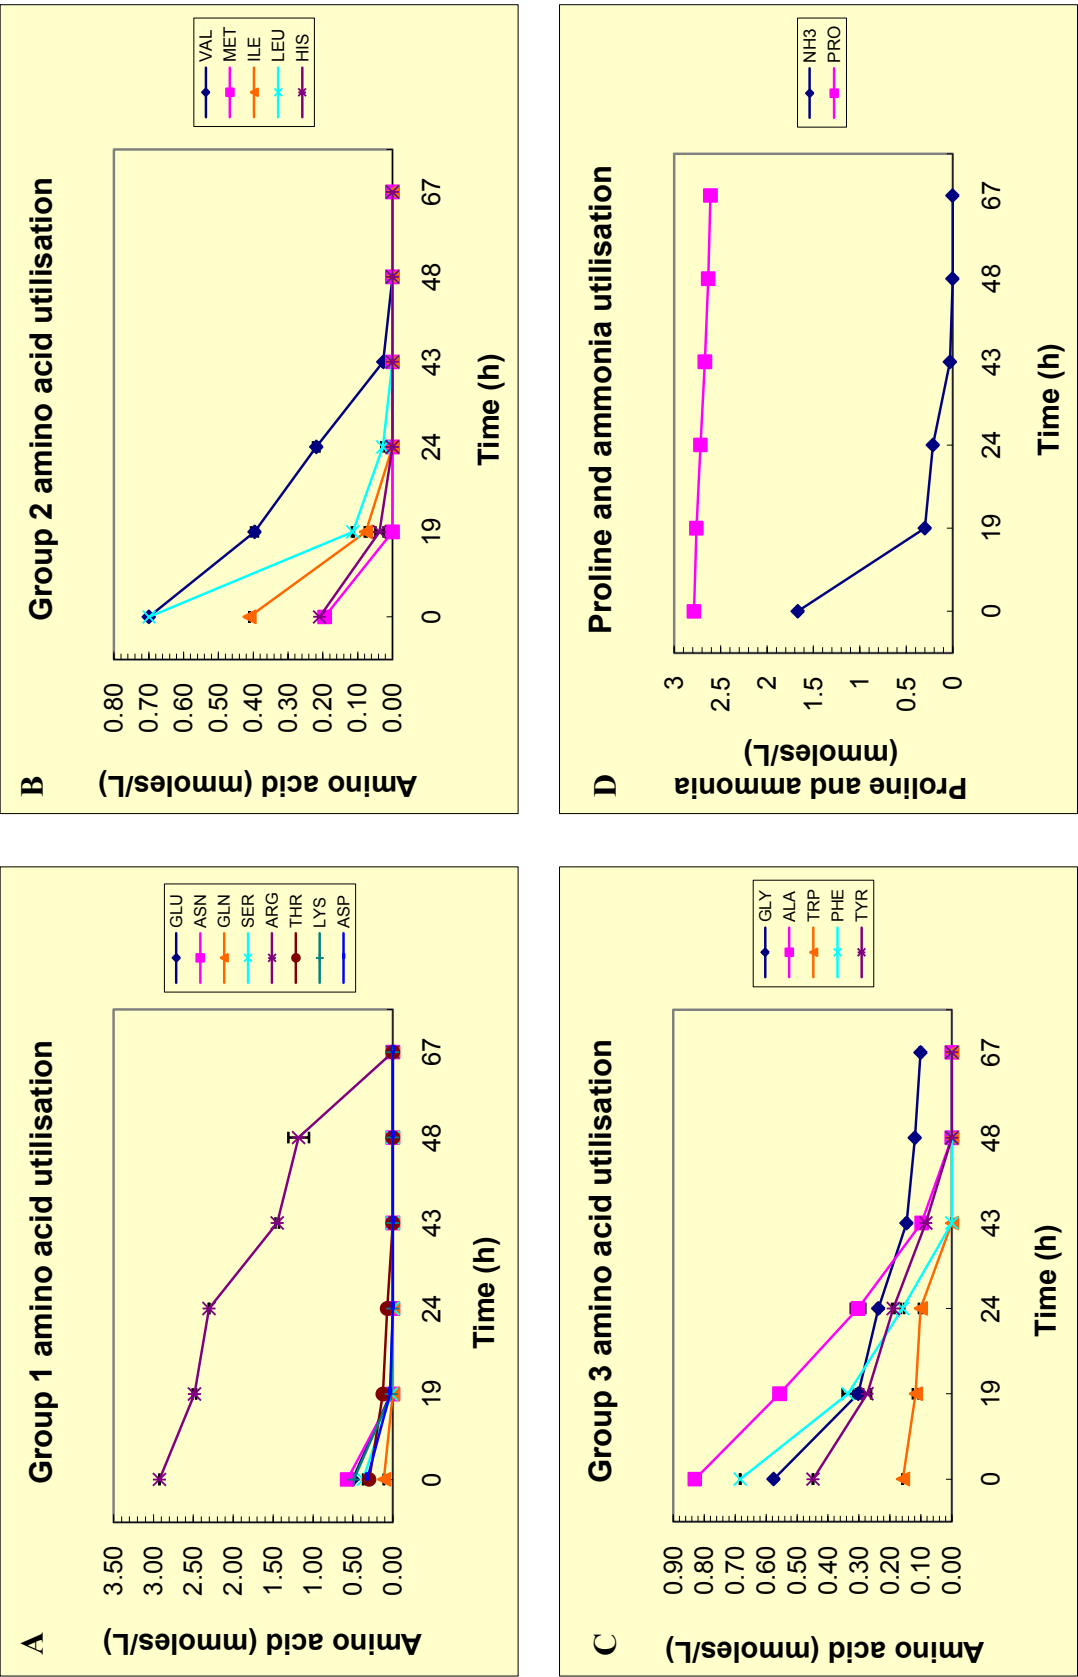 A
Group 1 amino acid utilisation
Amino acid (mmoles/L)
3.50
3.00
2.50
2.00
1.50
1.00
0.50
0.00
0 19 24 43 48 67
Time (h)
GLU
ASN
GLN
SER
ARG
THR
LYS
ASP
B
Group 2 amino acid utilisation
Amino acid (mmoles/L)
0.80
0.70
0.60
0.50
0.40
0.30
0.20
0.10
0.00
0 19 24 43 48 67
Time (h)
VAL
MET
ILE
LEU
HIS
C
Group 3 amino acid utilisation
Amino acid (mmoles/L)
0.90
0.80
0.70
0.60
0.50
0.40
0.30
0.20
0.10
0.00
0 19 24 43 48 67
Time (h)
GLY
ALA
TRP
PHE
TYR
D
Proline and ammonia utilisation
Proline and ammonia
(mmoles/L)
3
2.5
2
1.5
1
0.5
0
0 19 24 43 48 67
Time (h)
NH3
PRO